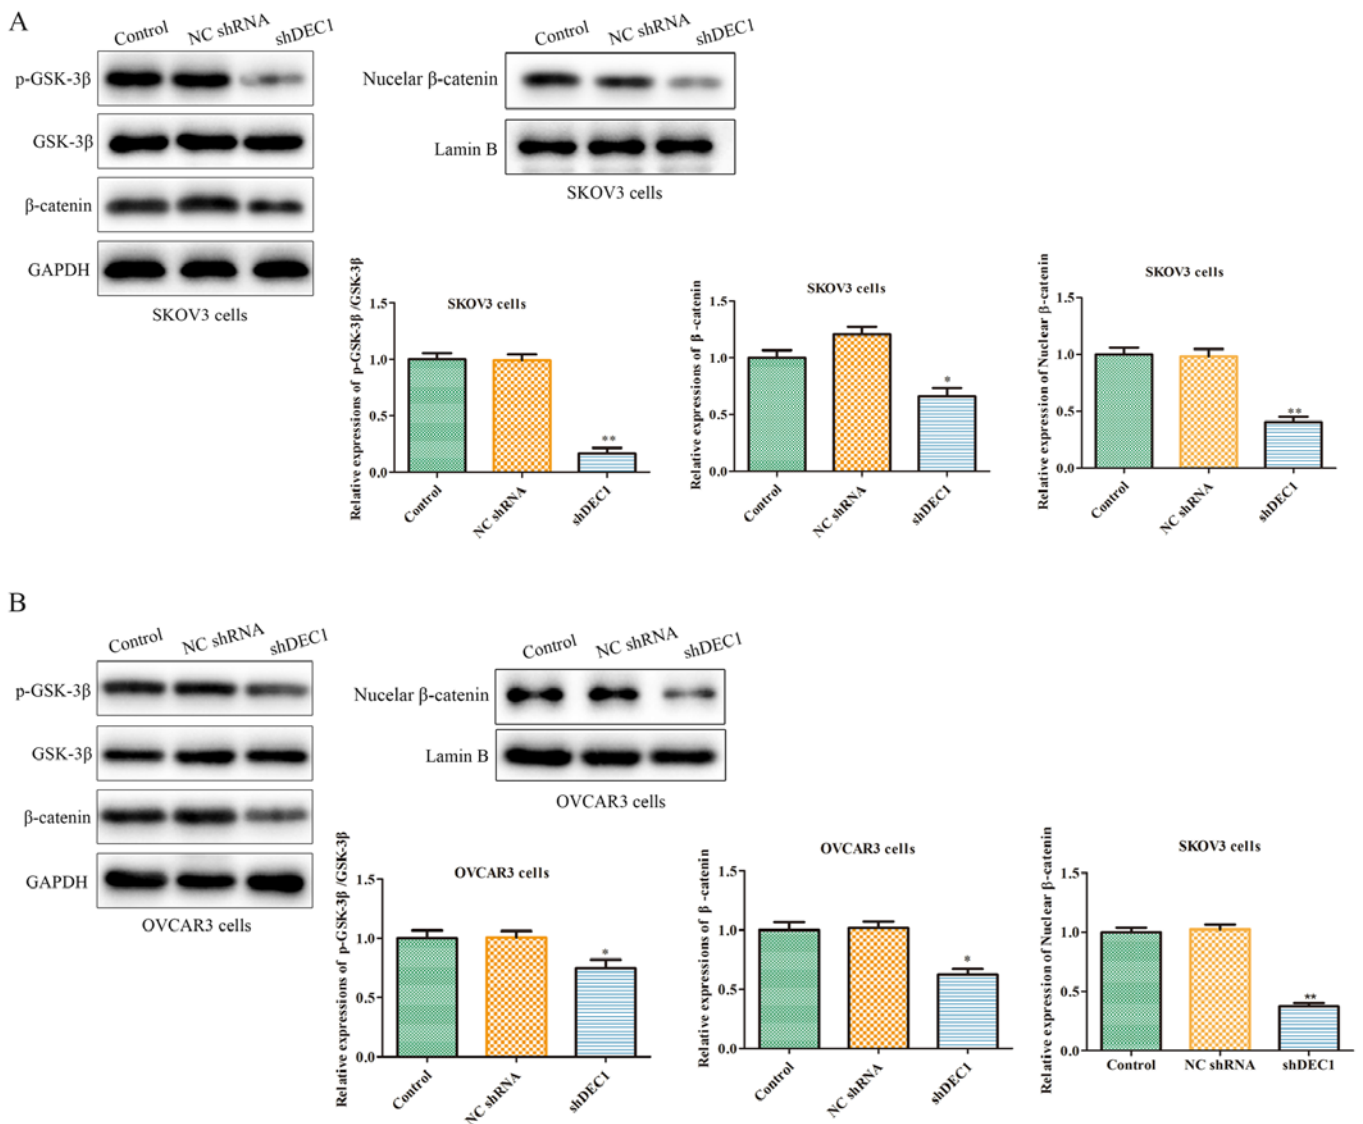 A
Control NC shRNA shDEC1
p-GSK-3β
GSK-3β
β-catenin
GAPDH
SKOV3 cells
Control NC shRNA shDEC1
Nucelar β-catenin
Lamin B
SKOV3 cells
Relative expressions of p-GSK-3β /GSK-3β
SKOV3 cells
1.5
1.0
0.5
0.0
**
Control NC shRNA shDEC1
Relative expressions of β -catenin
SKOV3 cells
1.5
1.0
0.5
0.0
*
Control NC shRNA shDEC1
Relative expression of Nuclear β-catenin
SKOV3 cells
1.5
1.0
0.5
0.0
**
Control NC shRNA shDEC1
B
Control NC shRNA shDEC1
p-GSK-3β
GSK-3β
β-catenin
GAPDH
OVCAR3 cells
Control NC shRNA shDEC1
Nucelar β-catenin
Lamin B
OVCAR3 cells
Relative expressions of p-GSK-3β /GSK-3β
OVCAR3 cells
1.5
1.0
0.5
0.0
*
Control NC shRNA shDEC1
Relative expressions of β -catenin
OVCAR3 cells
1.5
1.0
0.5
0.0
*
Control NC shRNA shDEC1
Relative expression of Nuclear β-catenin
SKOV3 cells
1.5
1.0
0.5
0.0
**
Control NC shRNA shDEC1